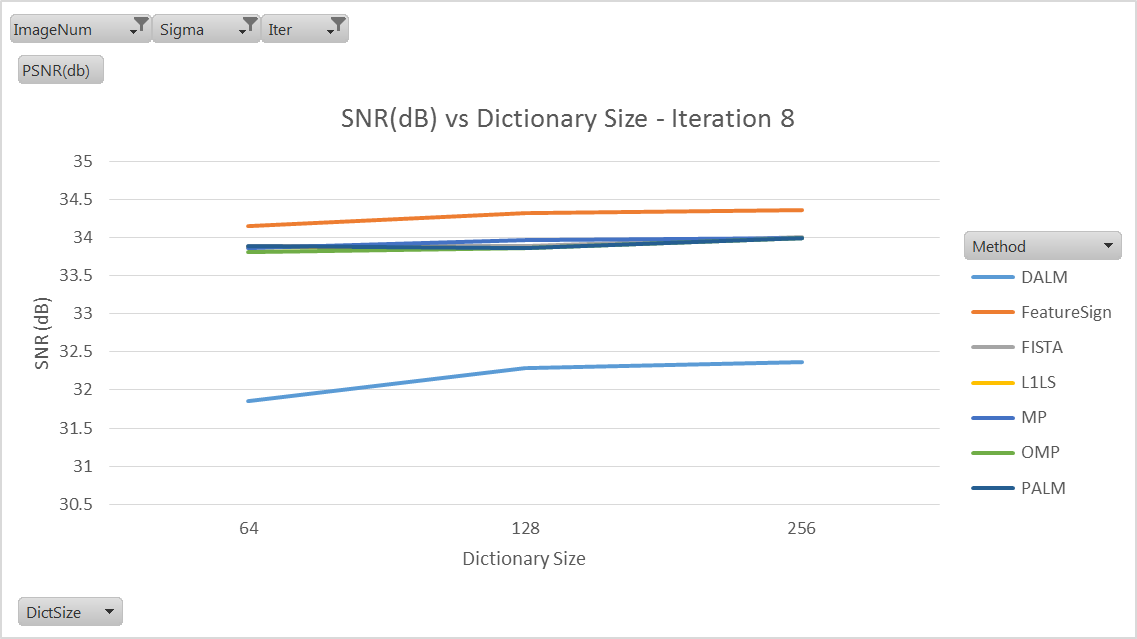 ImageNum Sigma Iter
PSNR(db)
SNR(dB) vs Dictionary Size - Iteration 8
35
34.5
34
33.5
33
32.5
32
31.5
31
30.5
SNR (dB)
64 128 256
Dictionary Size
Method
DALM
FeatureSign
FISTA
L1LS
MP
OMP
PALM
DictSize